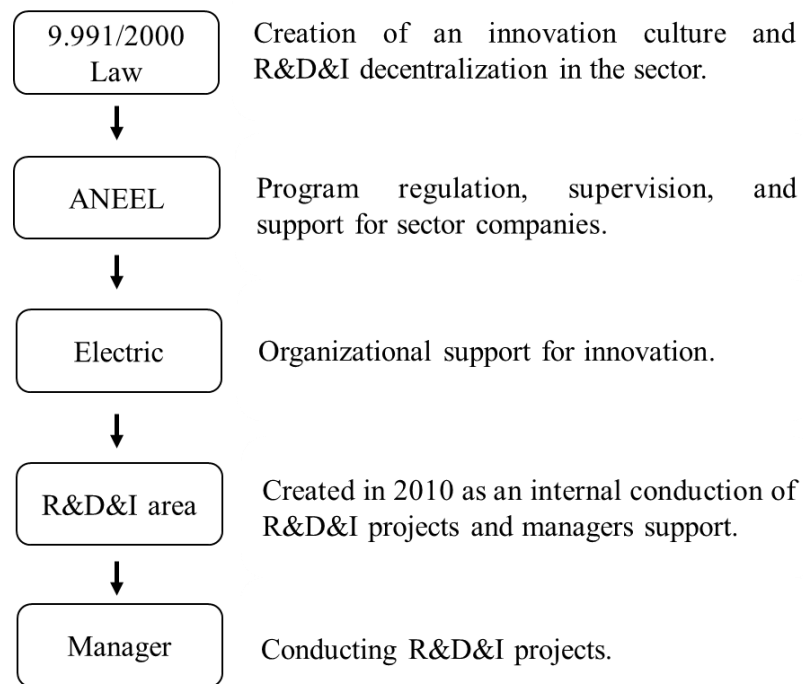 9.991/2000
Law
Creation of an innovation culture and
R&D&I decentralization in the sector.
ANEEL
Program regulation, supervision, and
support for sector companies.
Electric
Organizational support for innovation.
R&D&I area
Created in 2010 as an internal conduction of
R&D&I projects and managers support.
Manager
Conducting R&D&I projects.